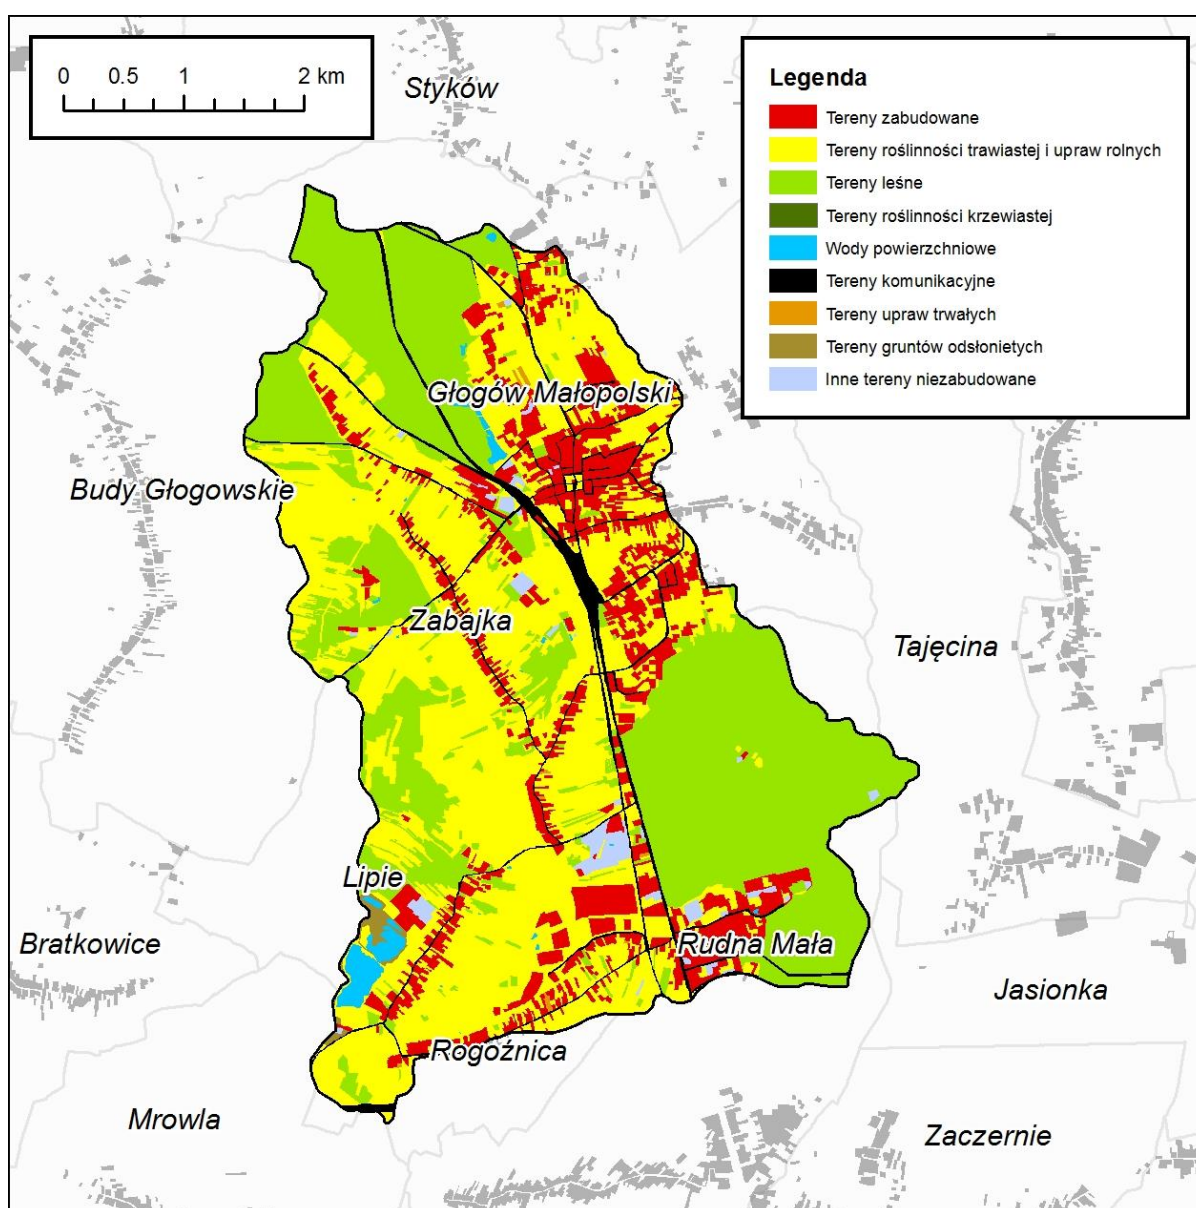 0 0.5 1 2 km
Styków
Legenda
Tereny zabudowane
Tereny roślinności trawiastej i upraw rolnych
Tereny leśne
Tereny roślinności krzewiastej
Wody powierzchniowe
Tereny komunikacyjne
Tereny upraw trwałych
Tereny gruntów odsłonietych
Inne tereny niezabudowane
Głogów Małopolski
Budy Głogowskie
Zabajka
Tajęcina
Lipie
Bratkowice
Rudna Mała
Jasionka
Rogoźnica
Mrowla
Zaczernie